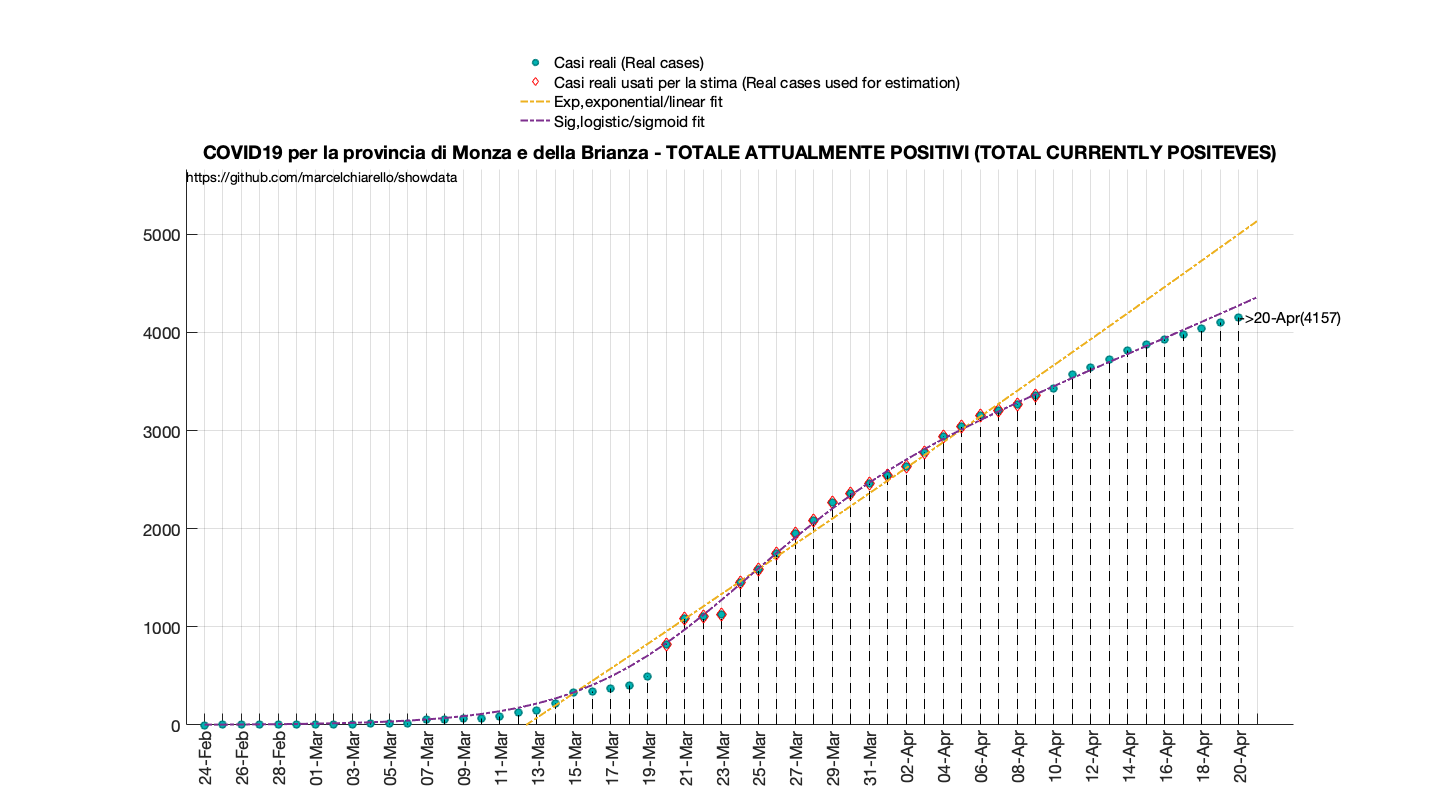 Casi reali (Real cases)
Casi reali usati per la stima (Real cases used for estimation)
Exp,exponential/linear fit
Sig,logistic/sigmoid fit
COVID19 per la provincia di Monza e della Brianza - TOTALE ATTUALMENTE POSITIVI (TOTAL CURRENTLY POSITEVES)
https://github.com/marcelchiarello/showdata
5000
4000
3000
2000
1000
0
->20-Apr(4157)
24-Feb
26-Feb
28-Feb
01-Mar
03-Mar
05-Mar
07-Mar
09-Mar
11-Mar
13-Mar
15-Mar
17-Mar
19-Mar
21-Mar
23-Mar
25-Mar
27-Mar
29-Mar
31-Mar
02-Apr
04-Apr
06-Apr
08-Apr
10-Apr
12-Apr
14-Apr
16-Apr
18-Apr
20-Apr